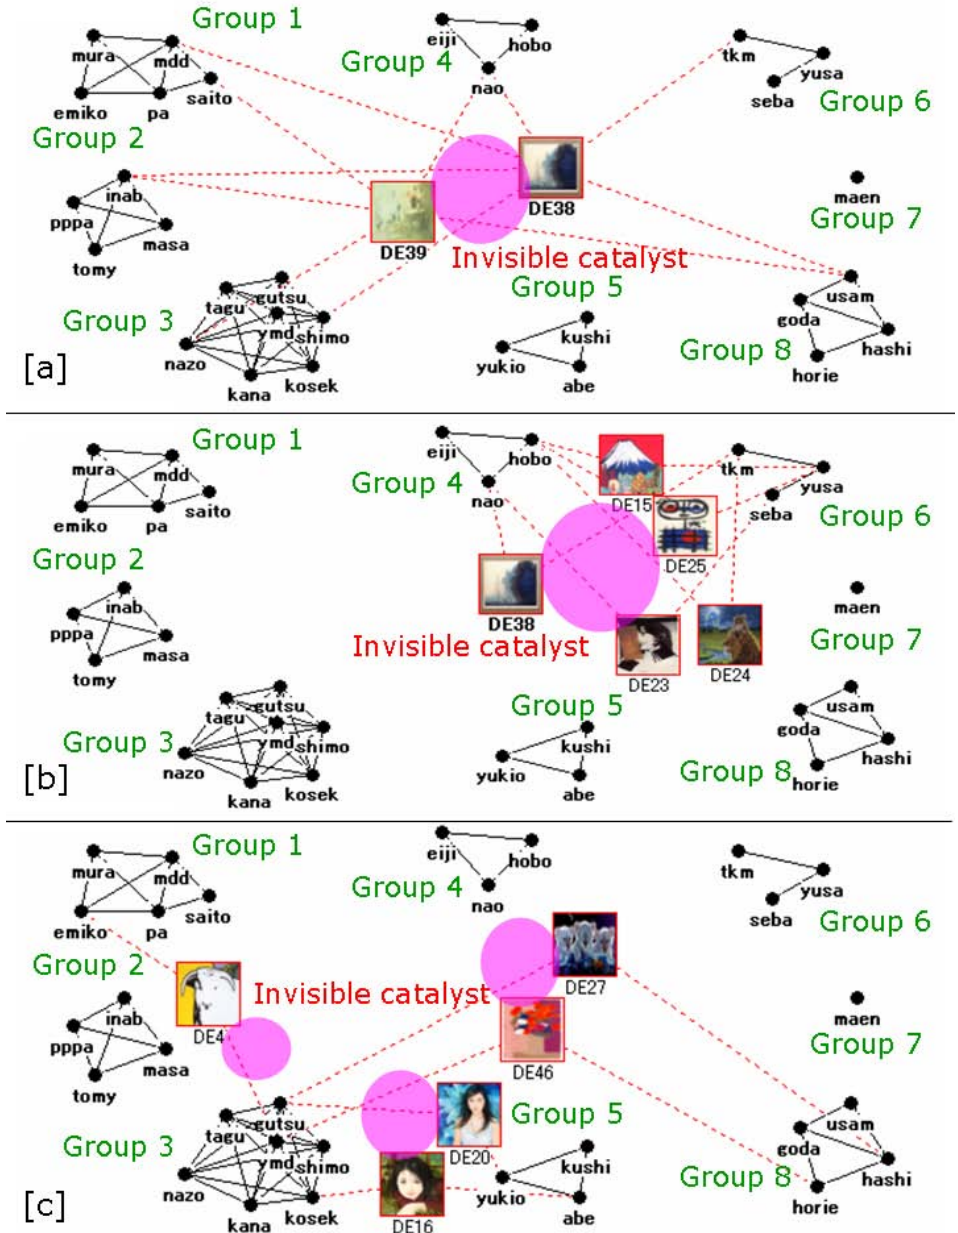 Group 1
eiji
hobo
mura
mdd
Group 4
tkm
yusa
nao
seba
emiko
pa
saito
Group 6
Group 2
inab
DE38
maen
pppa
masa
Group 7
tomy
DE39
Invisible catalyst
Group 5
gutsu
usam
tagu
goda
Group 3
ymd
shimo
kushi
hashi
nazo
yukio
Group 8
[a]
kana
kosek
abe
horie
Group 1
eiji
hobo
mura
mdd
Group 4
tkm
yusa
nao
DE15
seba
emiko
pa
saito
Group 6
Group 2
DE25
inab
maen
pppa
DE38
Group 7
masa
Invisible catalyst
tomy
DE23
DE24
Group 5
gutsu
usam
tagu
goda
Group 3
ymd
shimo
kushi
hashi
nazo
yukio
Group 8
[b]
kana
kosek
abe
horie
Group 1
eiji
hobo
mura
mdd
Group 4
tkm
yusa
nao
seba
emiko
pa
saito
Group 6
Group 2
Invisible catalyst
DE27
inab
DE4
maen
pppa
Group 7
masa
DE46
tomy
Group 5
gutsu
usam
tagu
goda
Group 3
ymd
shimo
DE20
kushi
hashi
nazo
yukio
Group 8
[c]
kana
kosek
DE16
abe
horie